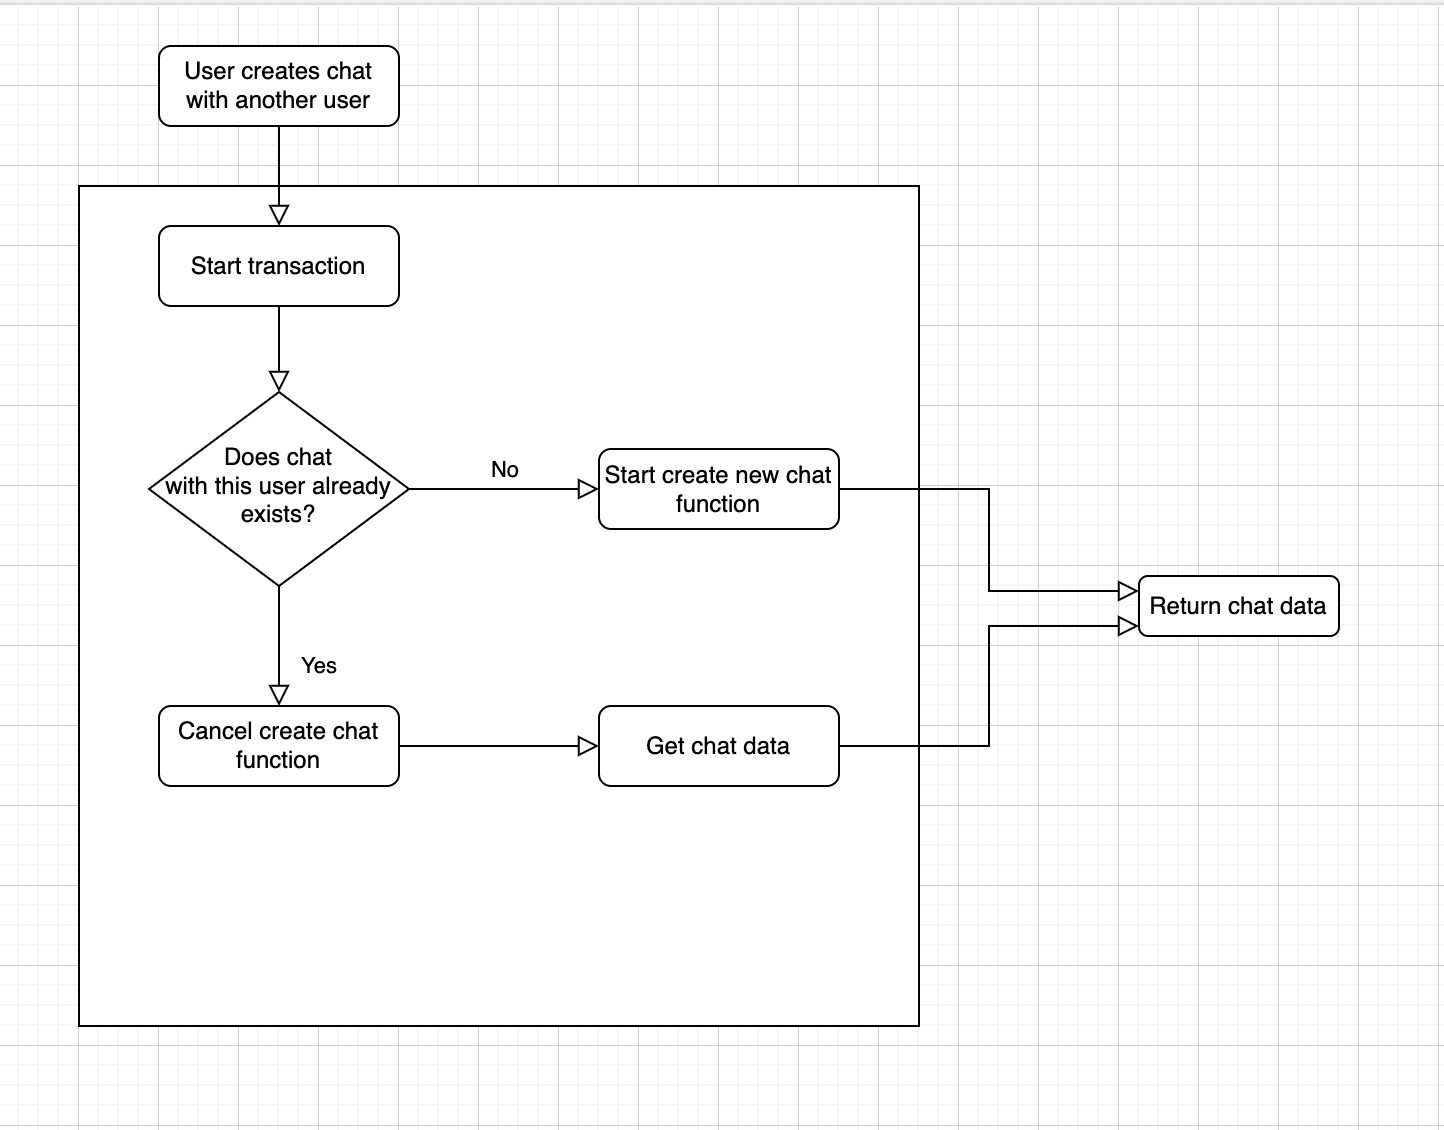 User creates chat
with another user
Start transaction
Does chat
with this user already
exists?
No
Start create new chat
function
Return chat data
Yes
Cancel create chat
function
Get chat data